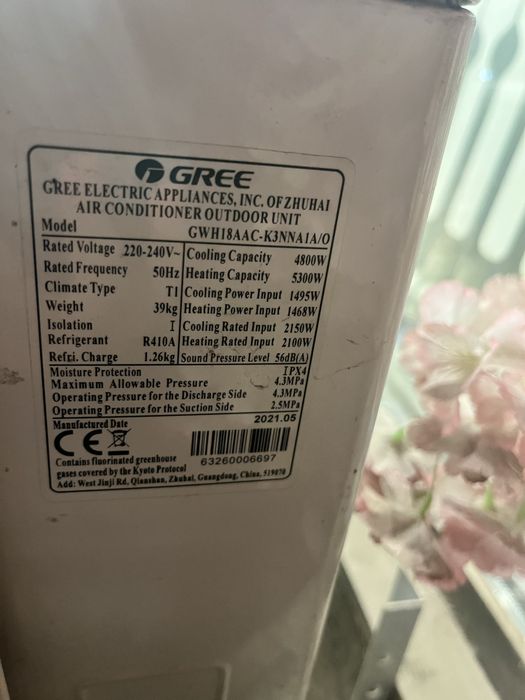 GREE
GREE ELECTRIC APPLIANCES, INC. OF ZHUHAI
AIR CONDITIONER OUTDOOR UNIT
Model GWH18AAC-K3NNA1A/O
Rated Voltage 220-240V~ Cooling Capacity 4800W
Rated Frequency 50Hz Heating Capacity 5300W
Climate Type T1 Cooling Power Input 1495W
Weight 39kg Heating Power Input 1468W
Isolation I Cooling Rated Input 2150W
Refrigerant R410A Heating Rated Input 2100W
Refri. Charge 1.26kg Sound Pressure Level 56dB(A)
Moisture Protection IPX4
Maximum Allowable Pressure 4.3MPa
Operating Pressure for the Discharge Side 4.3MPa
Operating Pressure for the Suction Side 2.5MPa
Manufactured Date 2021.05
CE
Contains fluorinated greenhouse
gases covered by the Kyoto Protocol
63260006697
Add: West Jinji Rd, Qianshan, Zhuhai, Guangdong, China, 519070